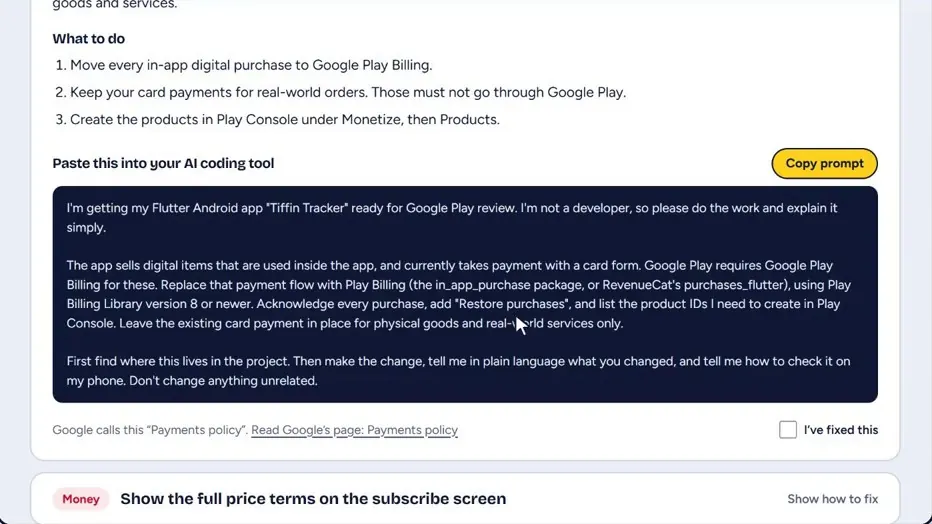 goods and services.
What to do
1. Move every in-app digital purchase to Google Play Billing.
2. Keep your card payments for real-world orders. Those must not go through Google Play.
3. Create the products in Play Console under Monetize, then Products.
Paste this into your AI coding tool
Copy prompt
I'm getting my Flutter Android app "Tiffin Tracker" ready for Google Play review. I'm not a developer, so please do the work and explain it
simply.
The app sells digital items that are used inside the app, and currently takes payment with a card form. Google Play requires Google Play
Billing for these. Replace that payment flow with Play Billing (the in_app_purchase package, or RevenueCat's purchases_flutter), using Play
Billing Library version 8 or newer. Acknowledge every purchase, add "Restore purchases", and list the product IDs I need to create in Play
Console. Leave the existing card payment in place for physical goods and real-world services only.
First find where this lives in the project. Then make the change, tell me in plain language what you changed, and tell me how to check it on
my phone. Don't change anything unrelated.
Google calls this “Payments policy”. Read Google's page: Payments policy
I've fixed this
Money
Show the full price terms on the subscribe screen
Show how to fix